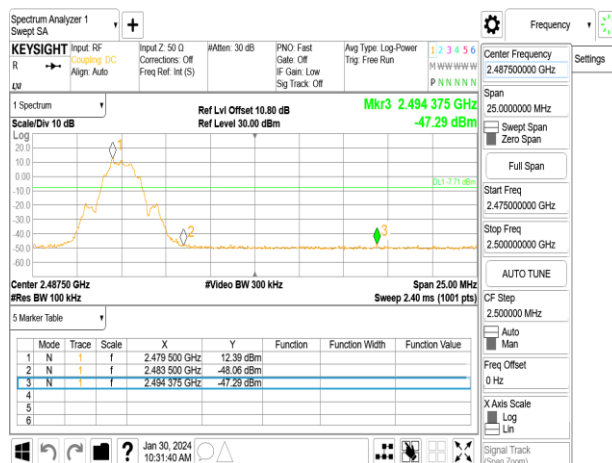 Spectrum Analyzer 1
Swept SA
Frequency
KEYSIGHT
R
Input: RF
Coupling: DC
Align: Auto
Input Z: 50 Ω
Corrections: Off
Freq Ref: Int (S)
#Atten: 30 dB
PNO: Fast
Gate: Off
IF Gain: Low
Sig Track: Off
Avg Type: Log-Power
Trig: Free Run
1 2 3 4 5 6
M W W W W W
P N N N N N
Center Frequency
2.487500000 GHz
Settings
Span
25.0000000 MHz
Swept Span
Zero Span
Full Span
Start Freq
2.475000000 GHz
Stop Freq
2.500000000 GHz
AUTO TUNE
CF Step
2.500000 MHz
Auto
Man
Freq Offset
0 Hz
X Axis Scale
Log
Lin
Signal Track
(Span Zoom)
1 Spectrum
Scale/Div 10 dB
Ref Lvl Offset 10.80 dB
Ref Level 30.00 dBm
Mkr3 2.494 375 GHz
-47.29 dBm
Log
20.0
10.0
0.00
-10.0
-20.0
-30.0
-40.0
-50.0
-60.0
1
2
3
DL1 -7.71 dBm
Center 2.48750 GHz
#Video BW 300 kHz
Span 25.00 MHz
#Res BW 100 kHz
Sweep 2.40 ms (1001 pts)
5 Marker Table
Mode Trace Scale X Y Function Function Width Function Value
1 N 1 f 2.479 500 GHz 12.39 dBm
2 N 1 f 2.483 500 GHz -48.06 dBm
3 N 1 f 2.494 375 GHz -47.29 dBm
4
5
6
?
Jan 30, 2024
10:31:40 AM